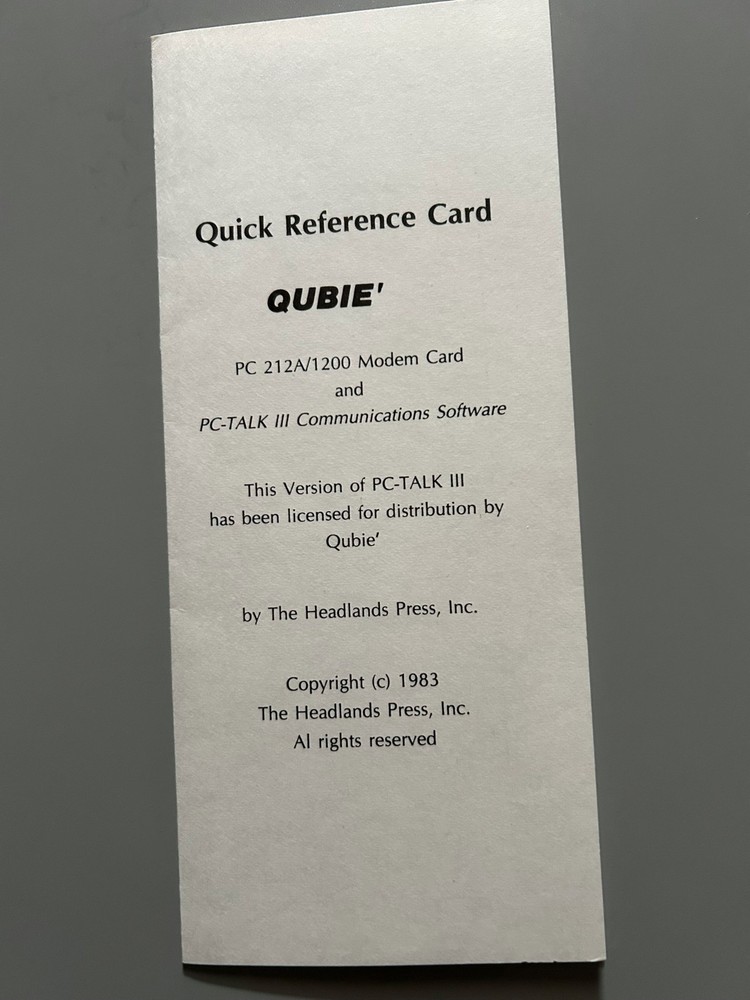 Quick Reference Card
QUBIE'
PC 212A/1200 Modem Card
and
PC-TALK III Communications Software
This Version of PC-TALK III
has been licensed for distribution by
Qubie'
by The Headlands Press, Inc.
Copyright (c) 1983
The Headlands Press, Inc.
Al rights reserved